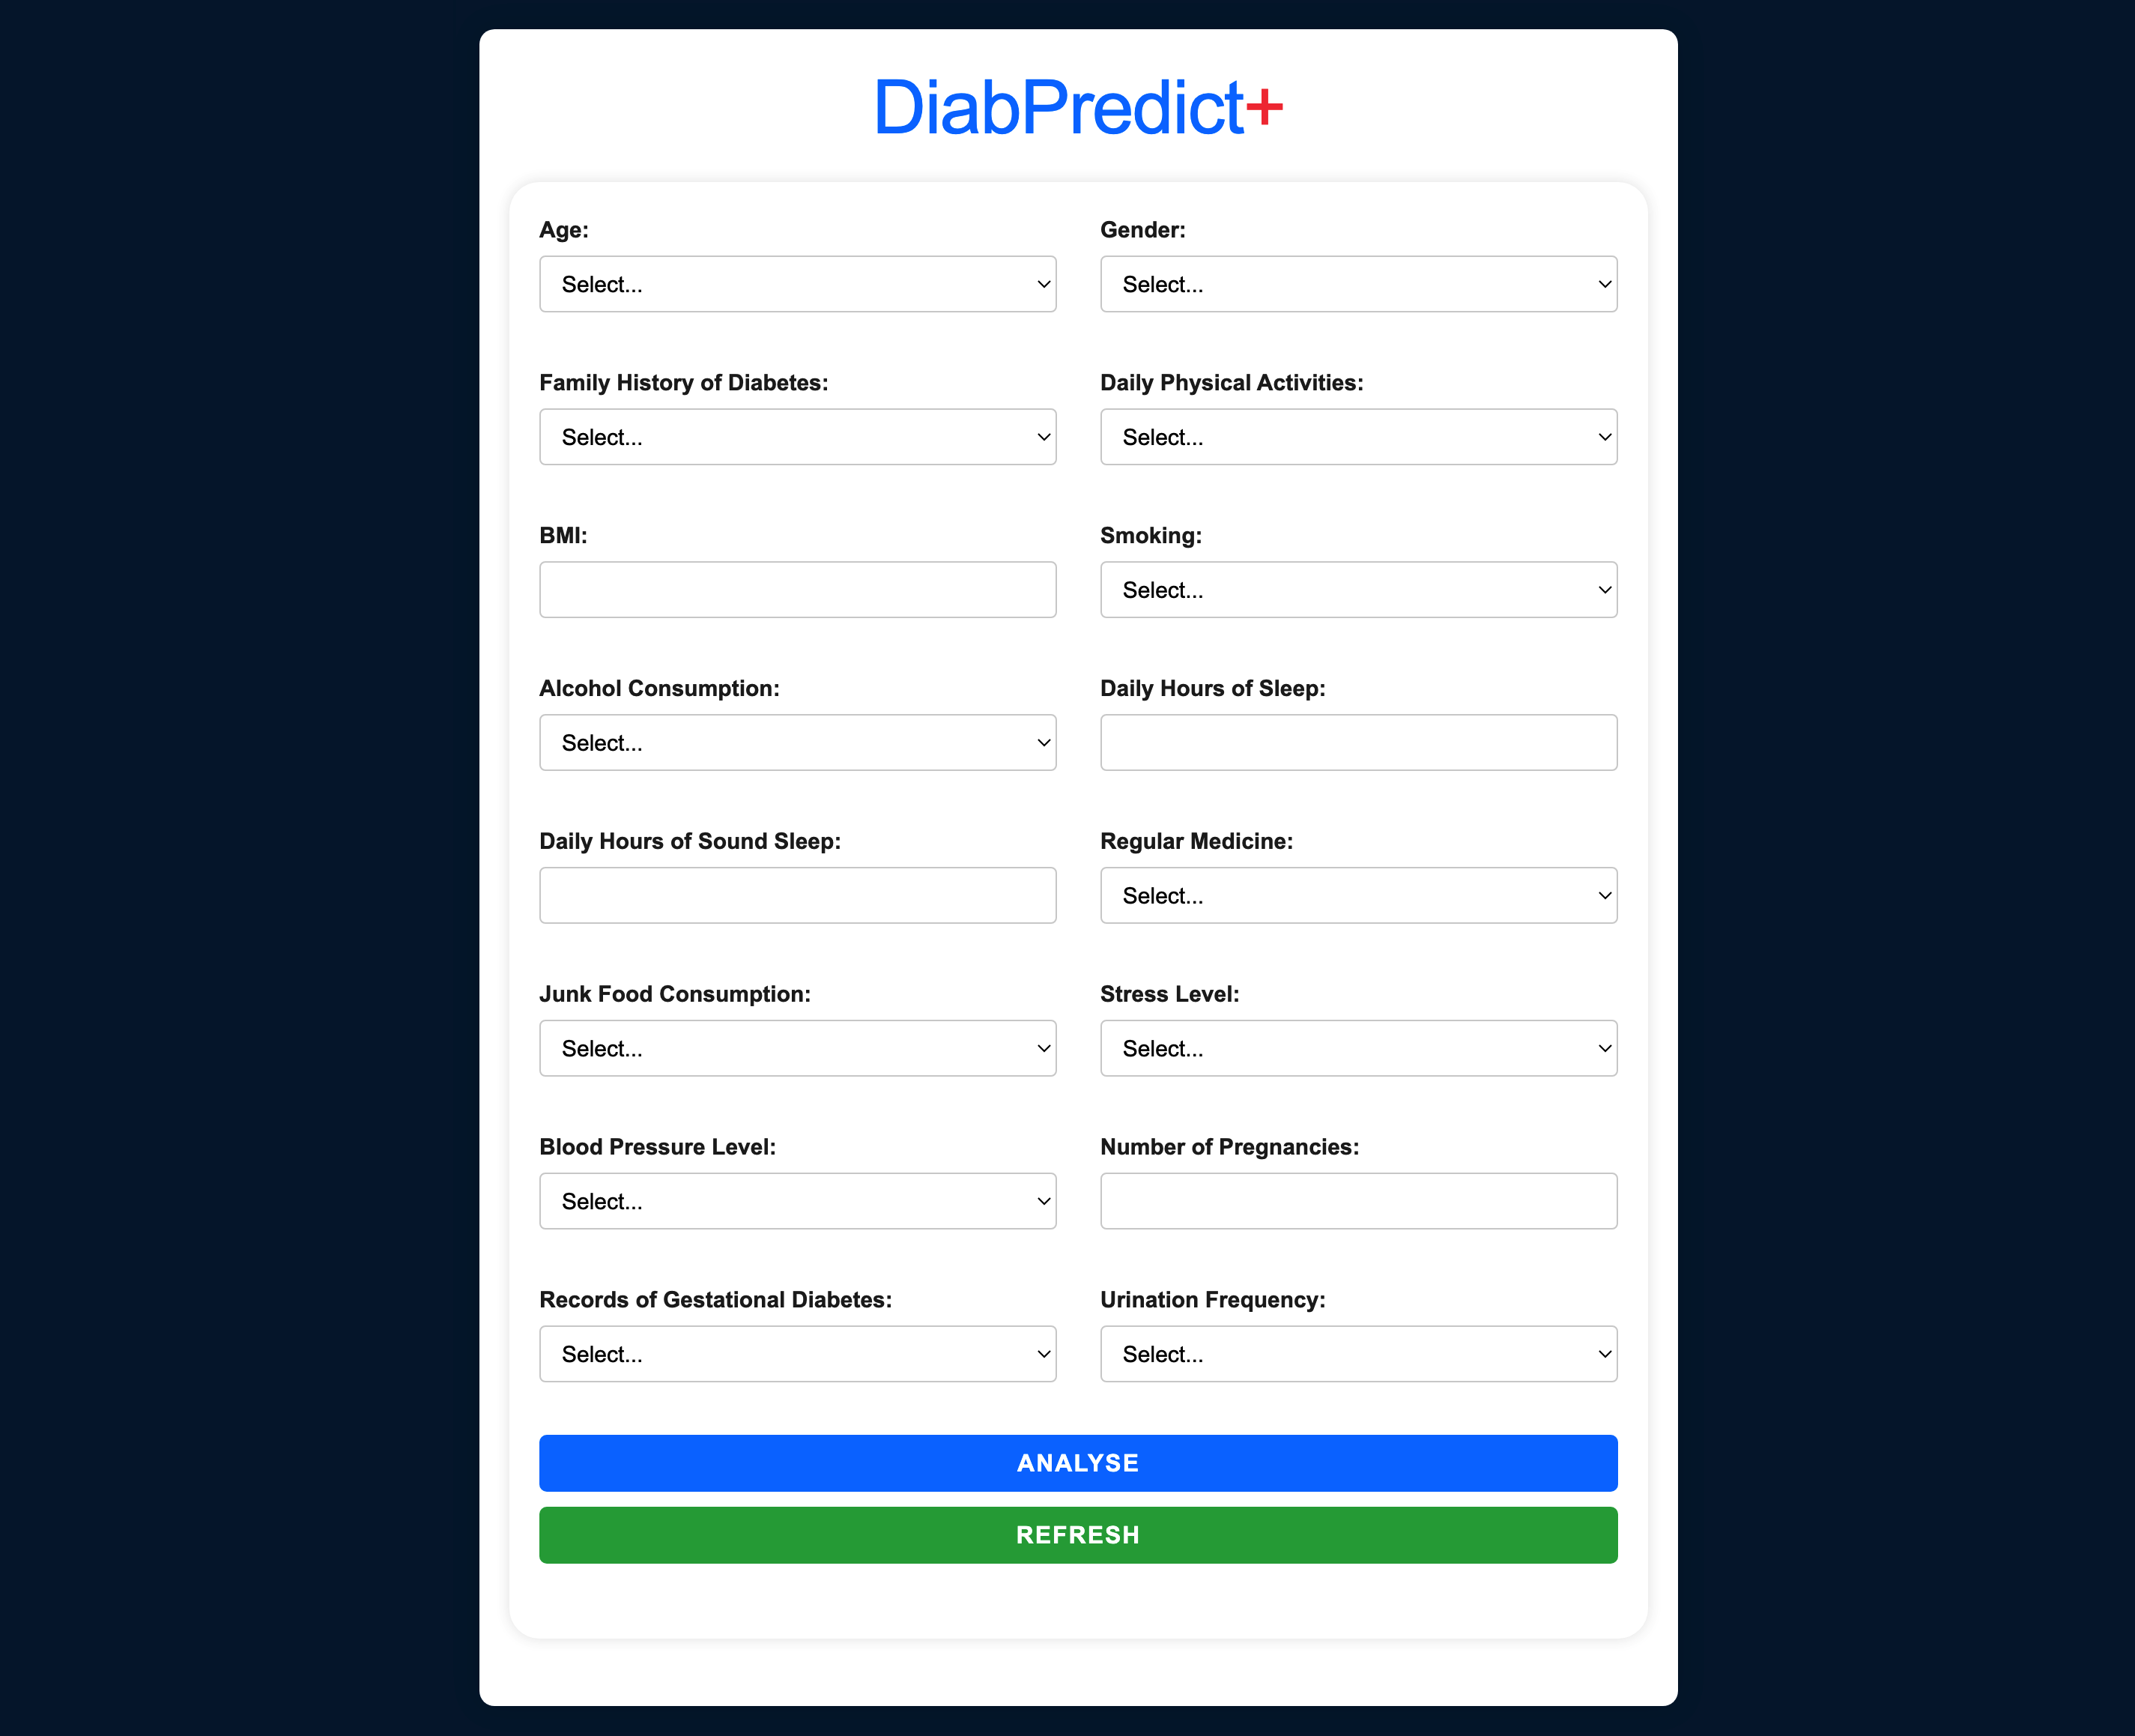 DiabPredict+
Age:
Gender:
Select...
Select...
Family History of Diabetes:
Daily Physical Activities:
Select...
Select...
BMI:
Smoking:
Select...
Alcohol Consumption:
Daily Hours of Sleep:
Select...
Daily Hours of Sound Sleep:
Regular Medicine:
Select...
Junk Food Consumption:
Stress Level:
Select...
Select...
Blood Pressure Level:
Number of Pregnancies:
Select...
Records of Gestational Diabetes:
Urination Frequency:
Select...
Select...
ANALYSE
REFRESH